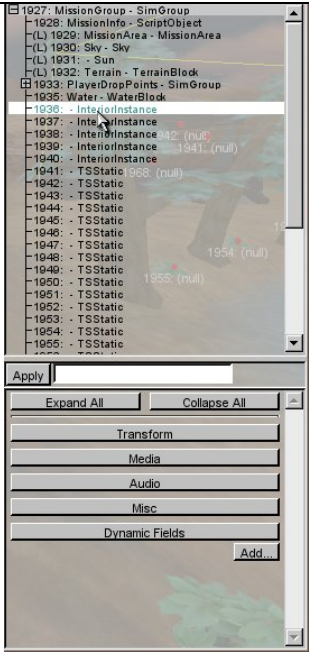 1927: MissionGroup - SimGroup
1928: MissionInfo - ScriptObject
(L) 1929: MissionArea - MissionArea
(L) 1930: Sky - Sky
(L) 1931: - Sun
(L) 1932: Terrain - TerrainBlock
1933: PlayerDropPoints - SimGroup
1935: Water - WaterBlock
1936: - InteriorInstance
1937: - InteriorInstance
1938: - InteriorInstance 1942: (null)
1939: - InteriorInstance 1941: (null)
1940: - InteriorInstance
1941: - TSStatic 1968: (null)
1942: - TSStatic
1943: - TSStatic
1944: - TSStatic
1945: - TSStatic
1946: - TSStatic
1947: - TSStatic 1954: (null)
1948: - TSStatic
1949: - TSStatic 1955: (null)
1950: - TSStatic
1951: - TSStatic
1952: - TSStatic
1953: - TSStatic
1954: - TSStatic
1955: - TSStatic
Apply
Expand All Collapse All
Transform
Media
Audio
Misc
Dynamic Fields
Add...